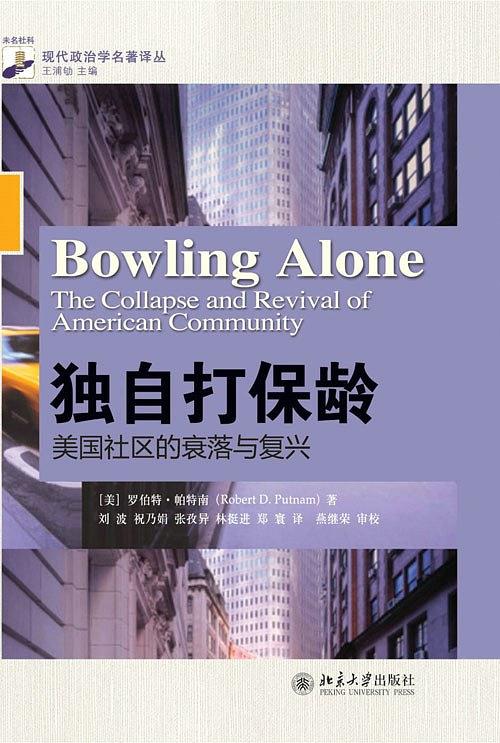 未名社科
现代政治学名著译丛
王浦劬 主编
Bowling Alone
The Collapse and Revival of
American Community
独自打保龄
美国社区的衰落与复兴
[美] 罗伯特·帕特南 (Robert D. Putnam) 著
刘 波 祝乃娟 张孜异 林挺进 郑 寰 译 燕继荣 审校
北京大学出版社
PEKING UNIVERSITY PRESS